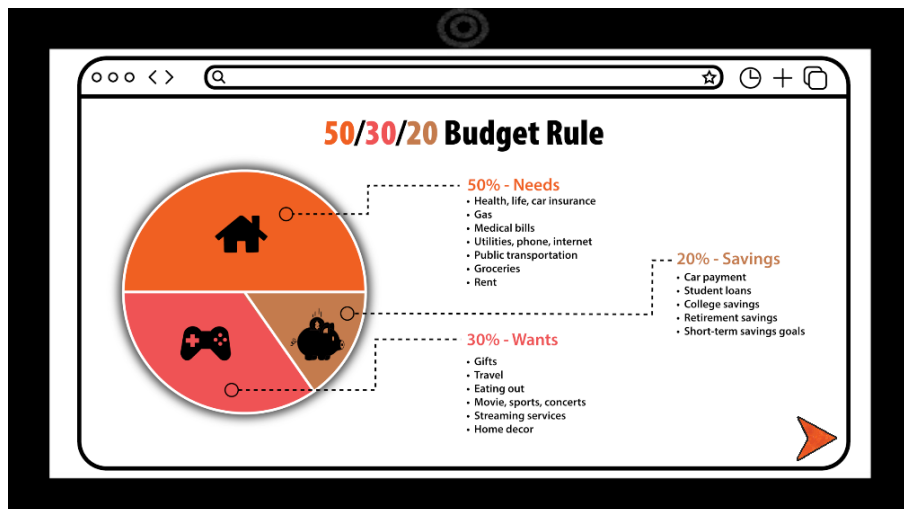 50/30/20 Budget Rule
50% - Needs
• Health, life, car insurance
• Gas
• Medical bills
• Utilities, phone, internet
• Public transportation
• Groceries
• Rent
20% - Savings
• Car payment
• Student loans
• College savings
• Retirement savings
• Short-term savings goals
30% - Wants
• Gifts
• Travel
• Eating out
• Movie, sports, concerts
• Streaming services
• Home decor